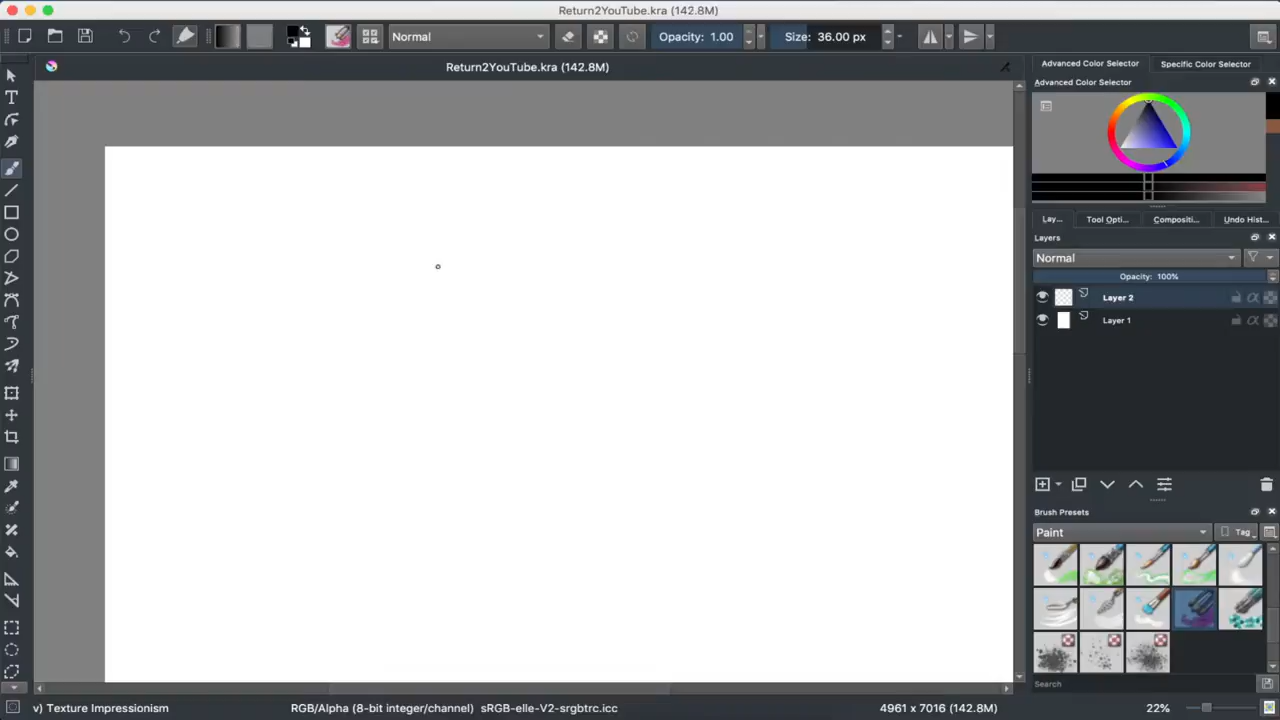 Return2YouTube.kra (142.8M)
Normal
Opacity: 1.00
Size: 36.00 px
Return2YouTube.kra (142.8M)
Advanced Color Selector
Specific Color Selector
Advanced Color Selector
Lay...
Tool Opti...
Compositi...
Undo Hist...
Layers
Normal
Opacity: 100%
Layer 2
Layer 1
Brush Presets
Paint
Tag
Search
v) Texture Impressionism
RGB/Alpha (8-bit integer/channel) sRGB-elle-V2-srgbtrc.icc
4961 x 7016 (142.8M)
22%